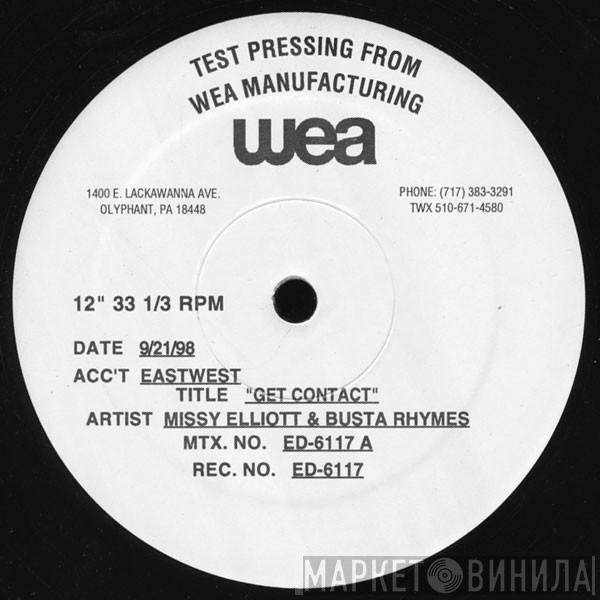 TEST PRESSING FROM
WEA MANUFACTURING
wea
1400 E. LACKAWANNA AVE.
OLYPHANT, PA 18448
PHONE: (717) 383-3291
TWX 510-671-4580
12" 33 1/3 RPM
DATE 9/21/98
ACC'T EASTWEST
TITLE "GET CONTACT"
ARTIST MISSY ELLIOTT & BUSTA RHYMES
MTX. NO. ED-6117 A
REC. NO. ED-6117
МАРКЕТ ВИНИЛА